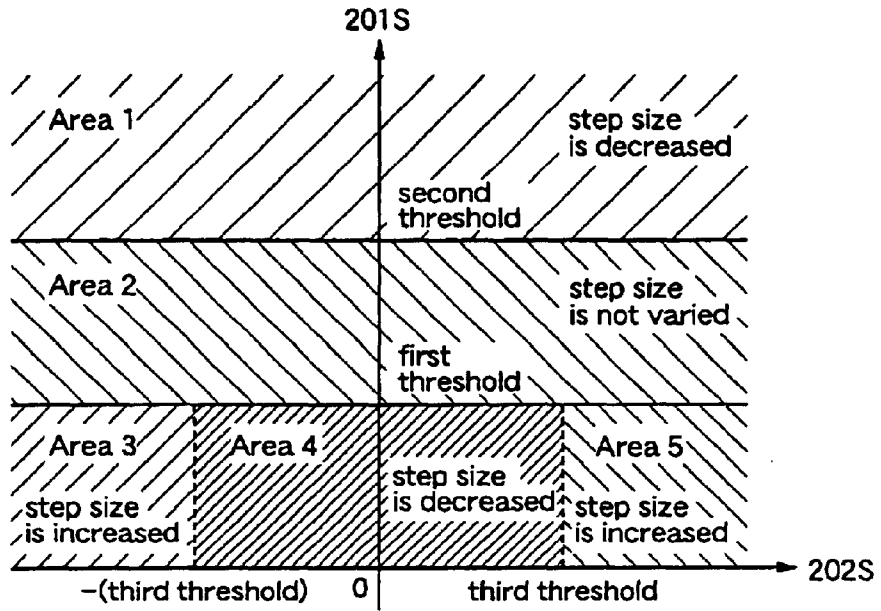 201S
Area 1
step size
is decreased
second
threshold
Area 2
step size
is not varied
first
threshold
Area 3
Area 4
Area 5
step size
is increased
step size
is decreased
step size
is increased
202S
-(third threshold)
0
third threshold